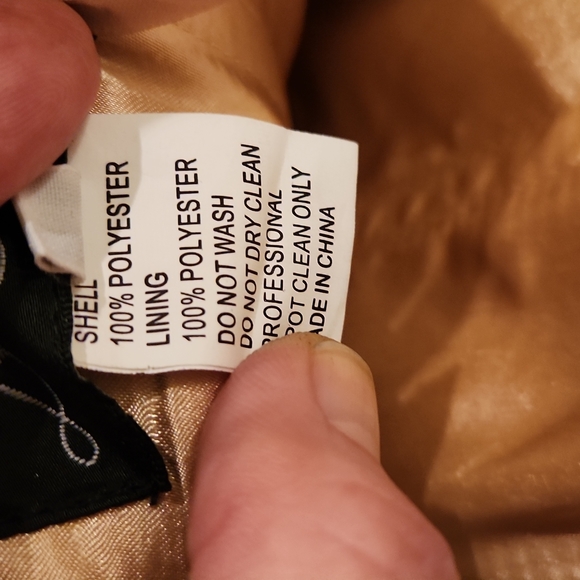 SHELL
100% POLYESTER
LINING
100% POLYESTER
DO NOT WASH
DO NOT DRY CLEAN
PROFESSIONAL
POT CLEAN ONLY
ADE IN CHINA